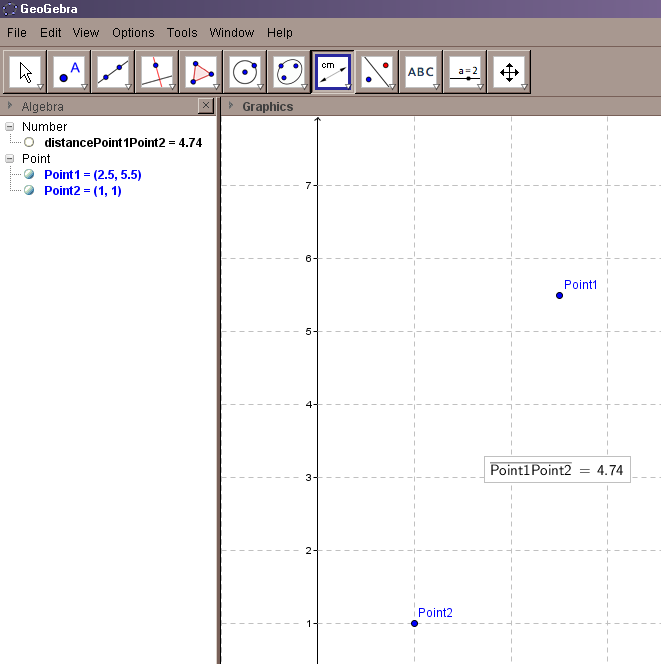 GeoGebra
File Edit View Options Tools Window Help
A cm ABC a=2
Algebra
Graphics
Number
distancePoint1Point2 = 4.74
Point
Point1 = (2.5, 5.5)
Point2 = (1, 1)
7
6
Point1
5
4
Point1Point2 = 4.74
3
2
Point2
1